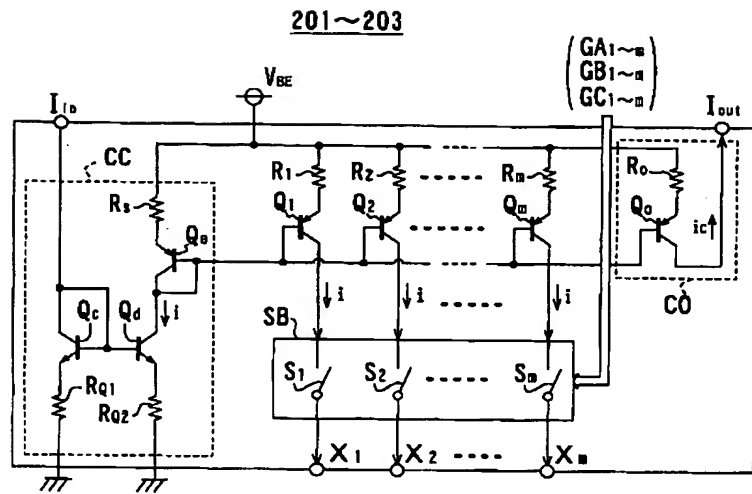 201~203
GA1~m
GB1~m
GC1~m
Iin
VBE
Iout
CC
Rs
R1
R2
Rm
Ro
Q1
Q2
Qm
Qo
Qe
ic
i
i
i
i
CO
Qc
Qd
SB
S1
S2
Sm
RQ1
RQ2
X1
X2
Xm